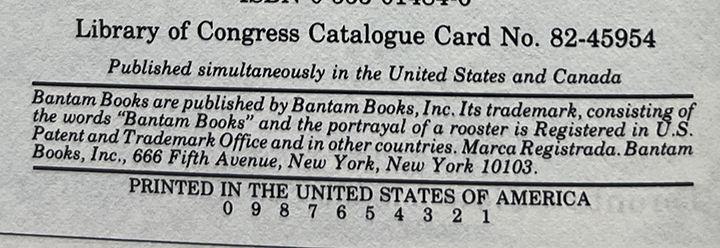 Library of Congress Catalogue Card No. 82-45954
Published simultaneously in the United States and Canada
Bantam Books are published by Bantam Books, Inc. Its trademark, consisting of
the words "Bantam Books" and the portrayal of a rooster is Registered in U.S.
Patent and Trademark Office and in other countries. Marca Registrada. Bantam
Books, Inc., 666 Fifth Avenue, New York, New York 10103.
PRINTED IN THE UNITED STATES OF AMERICA
0 9 8 7 6 5 4 3 2 1